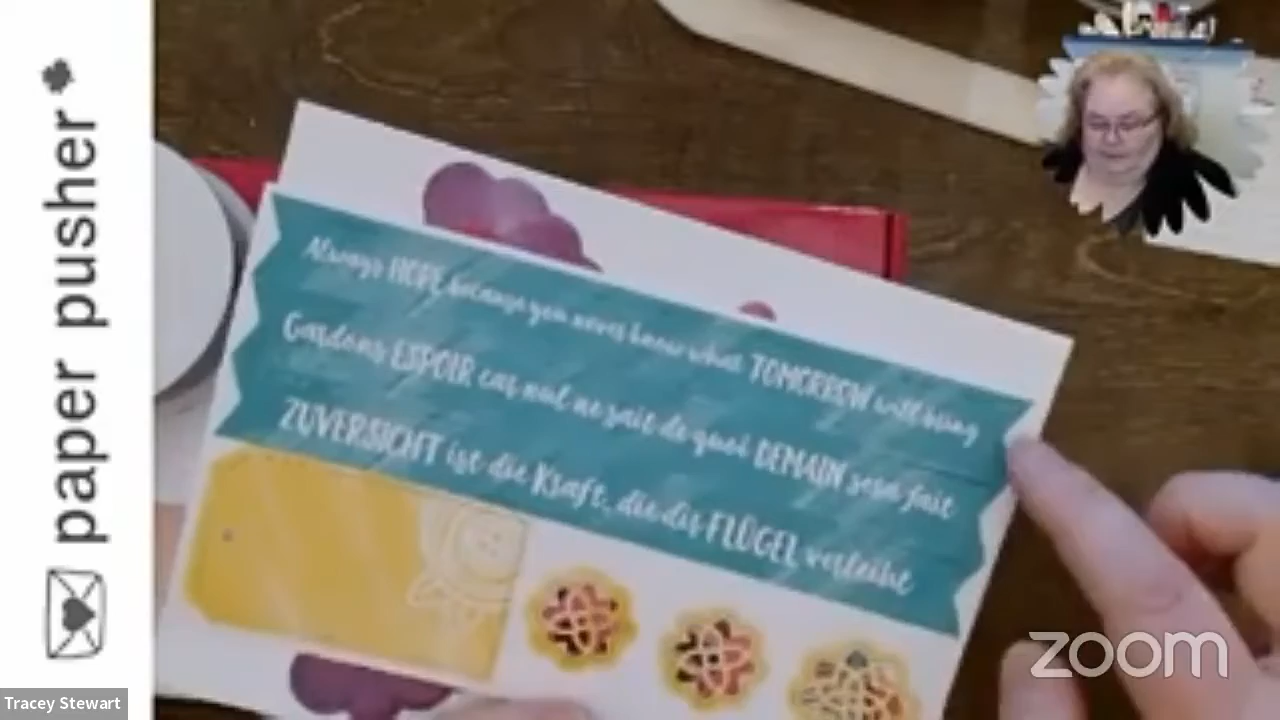 paper pusher
Always HOPE because you never know what TOMORROW will bring
Gardons ESPOIR car nul ne sait de quoi DEMAIN sera fait
ZUVERSICHT ist die Kraft, die dir FLÜGEL verleiht
zoom
Tracey Stewart